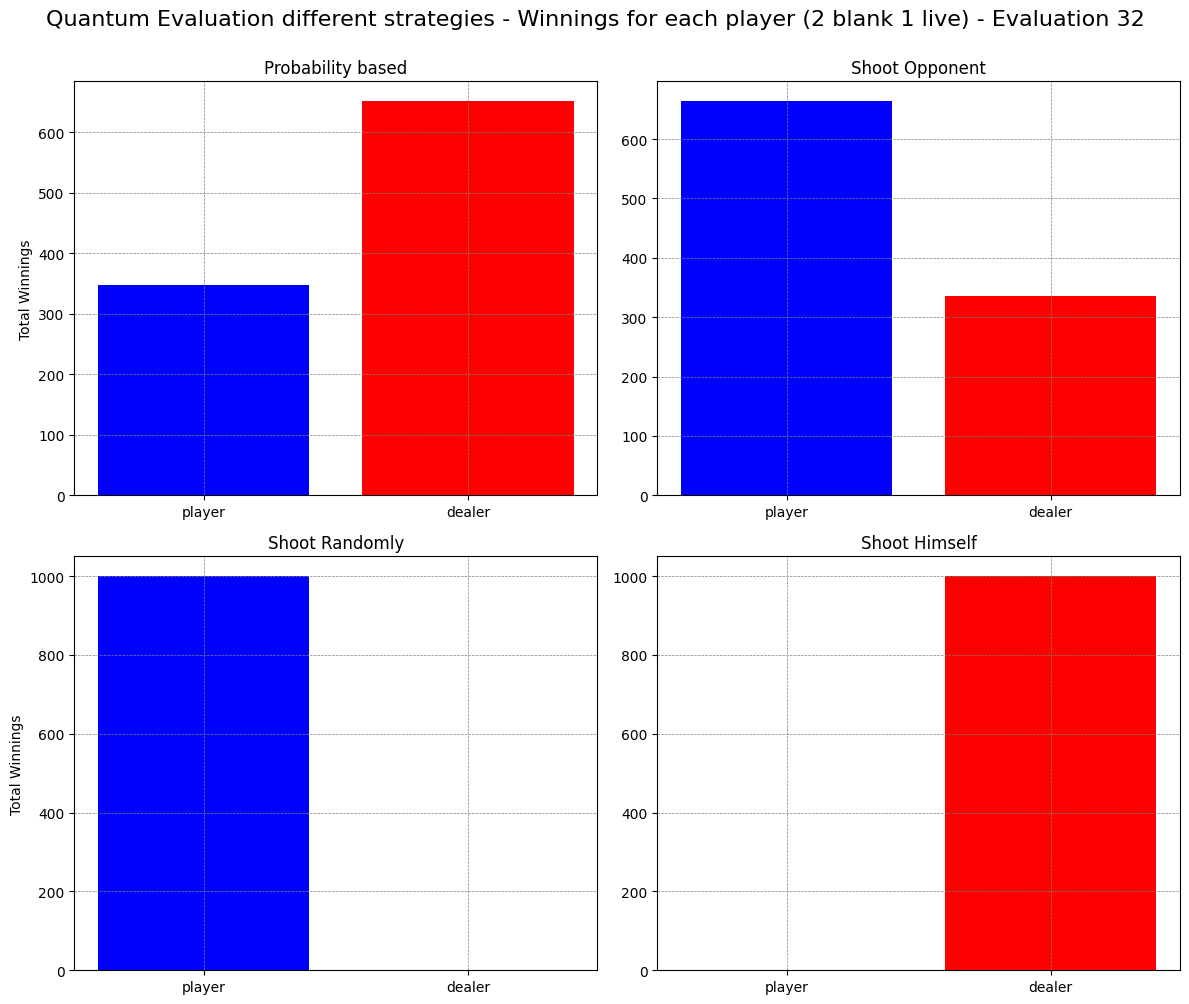 Quantum Evaluation different strategies - Winnings for each player (2 blank 1 live) - Evaluation 32
Probability based
Total Winnings
600
500
400
300
200
100
0
player dealer
Shoot Opponent
600
500
400
300
200
100
0
player dealer
Shoot Randomly
Total Winnings
1000
800
600
400
200
0
player dealer
Shoot Himself
1000
800
600
400
200
0
player dealer